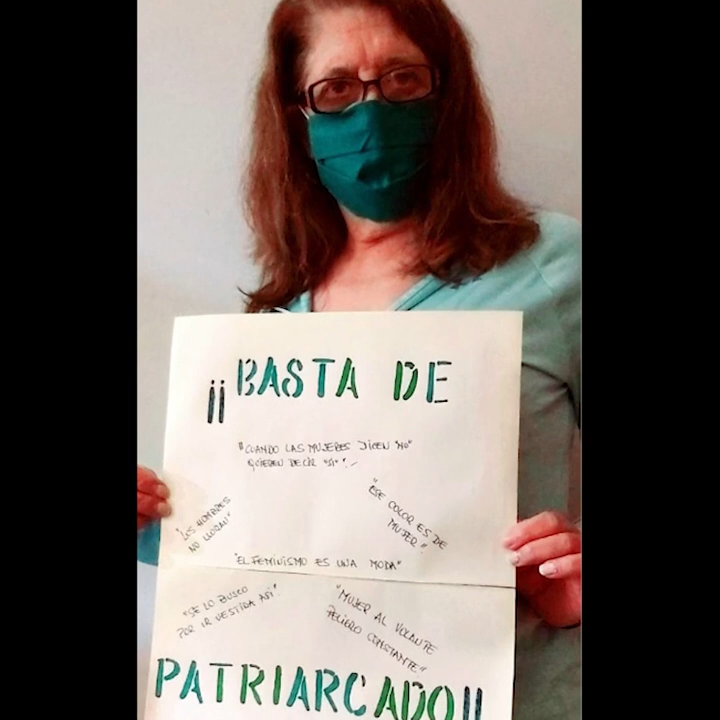 ¡¡BASTA DE
"CUANDO LAS MUJERES DICEN "NO"
QUIEREN DECIR "SI"".-
"LOS HOMBRES
NO LLORAN"
"ESE COLOR ES DE
MUJER"
"EL FEMINISMO ES UNA MODA"
"SE LO BUSCO
POR IR VESTIDA ASÍ"
"MUJER AL VOLANTE
PELIGRO CONSTANTE"
PATRIARCADO!!